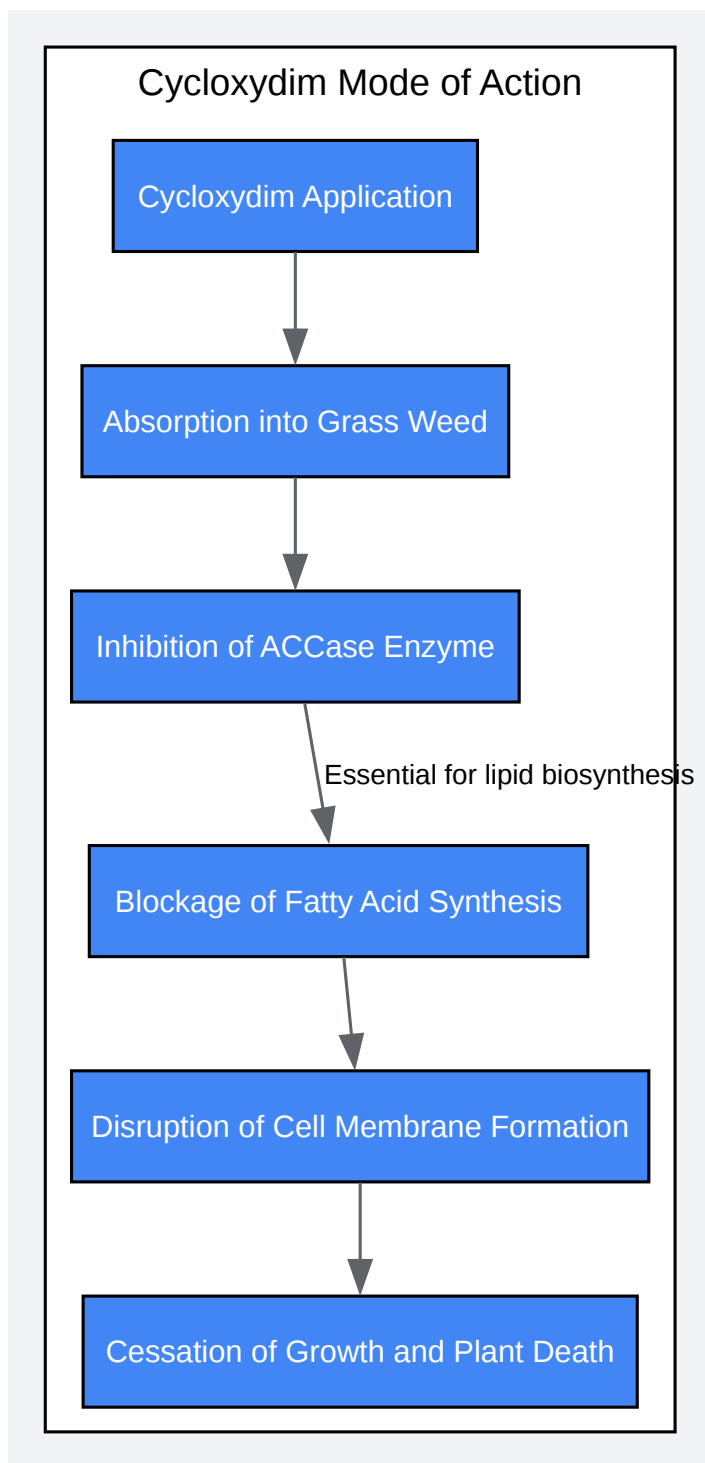 Cycloxydim Mode of Action
Cycloxydim Application
Absorption into Grass Weed
Inhibition of ACCase Enzyme
Essential for lipid biosynthesis
Blockage of Fatty Acid Synthesis
Disruption of Cell Membrane Formation
Cessation of Growth and Plant Death